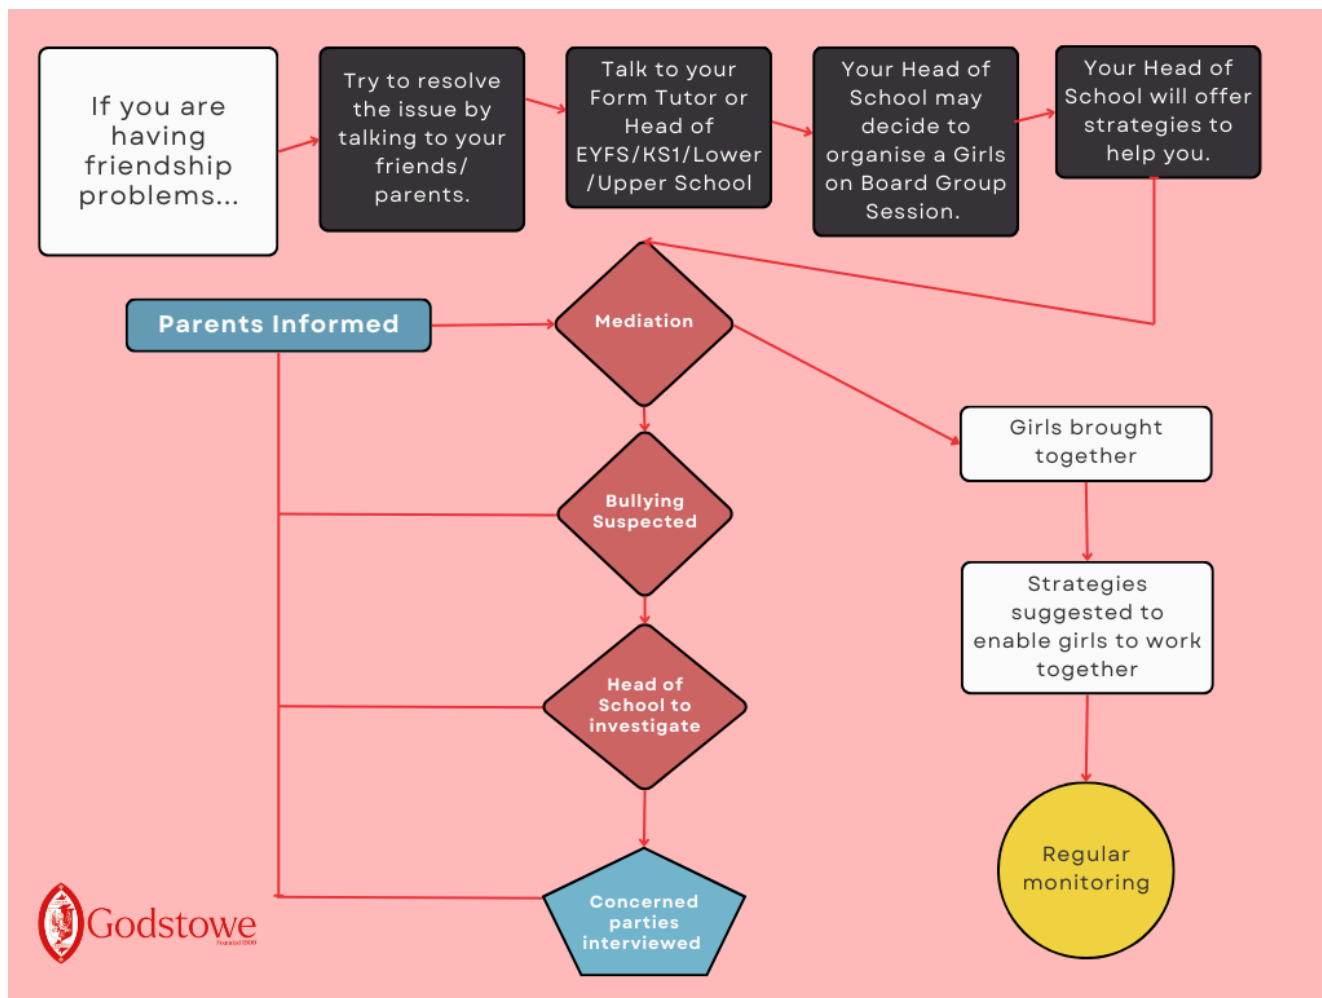 If you are
having
friendship
problems...
Try to resolve
the issue by
talking to your
friends/
parents.
Talk to your
Form Tutor or
Head of
EYFS/KS1/Lower
/Upper School
Your Head of
School may
decide to
organise a Girls
on Board Group
Session.
Your Head of
School will offer
strategies to
help you.
Parents Informed
Mediation
Girls brought
together
Bullying
Suspected
Strategies
suggested to
enable girls to work
together
Head of
School to
investigate
Regular
monitoring
Concerned
parties
interviewed
Godstowe
Founded 1900